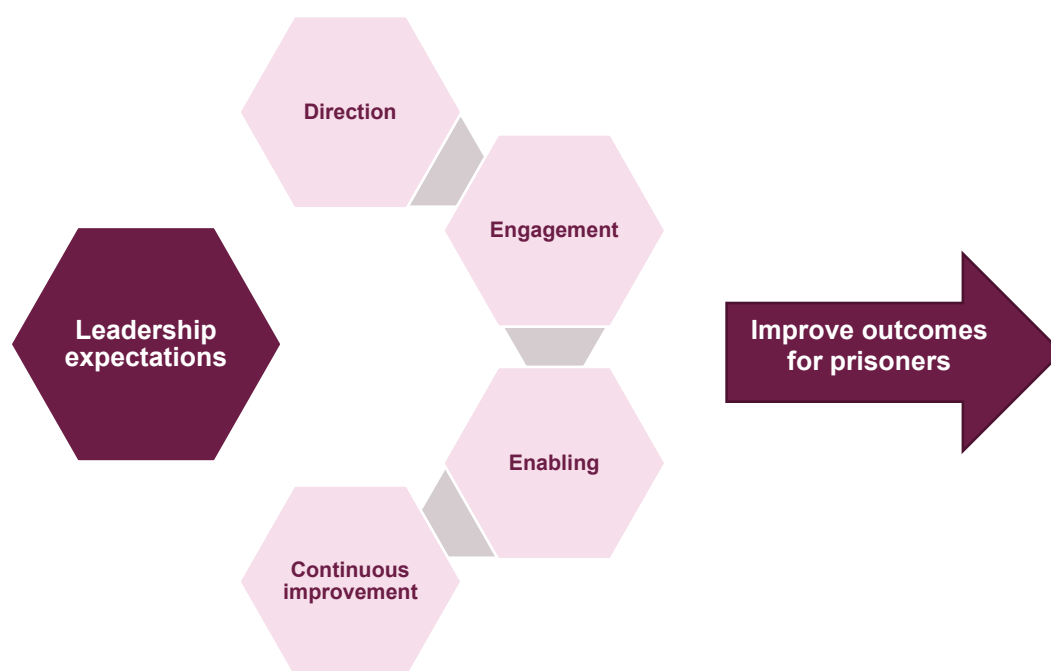 Direction
Engagement
Leadership
expectations
Improve outcomes
for prisoners
Enabling
Continuous
improvement